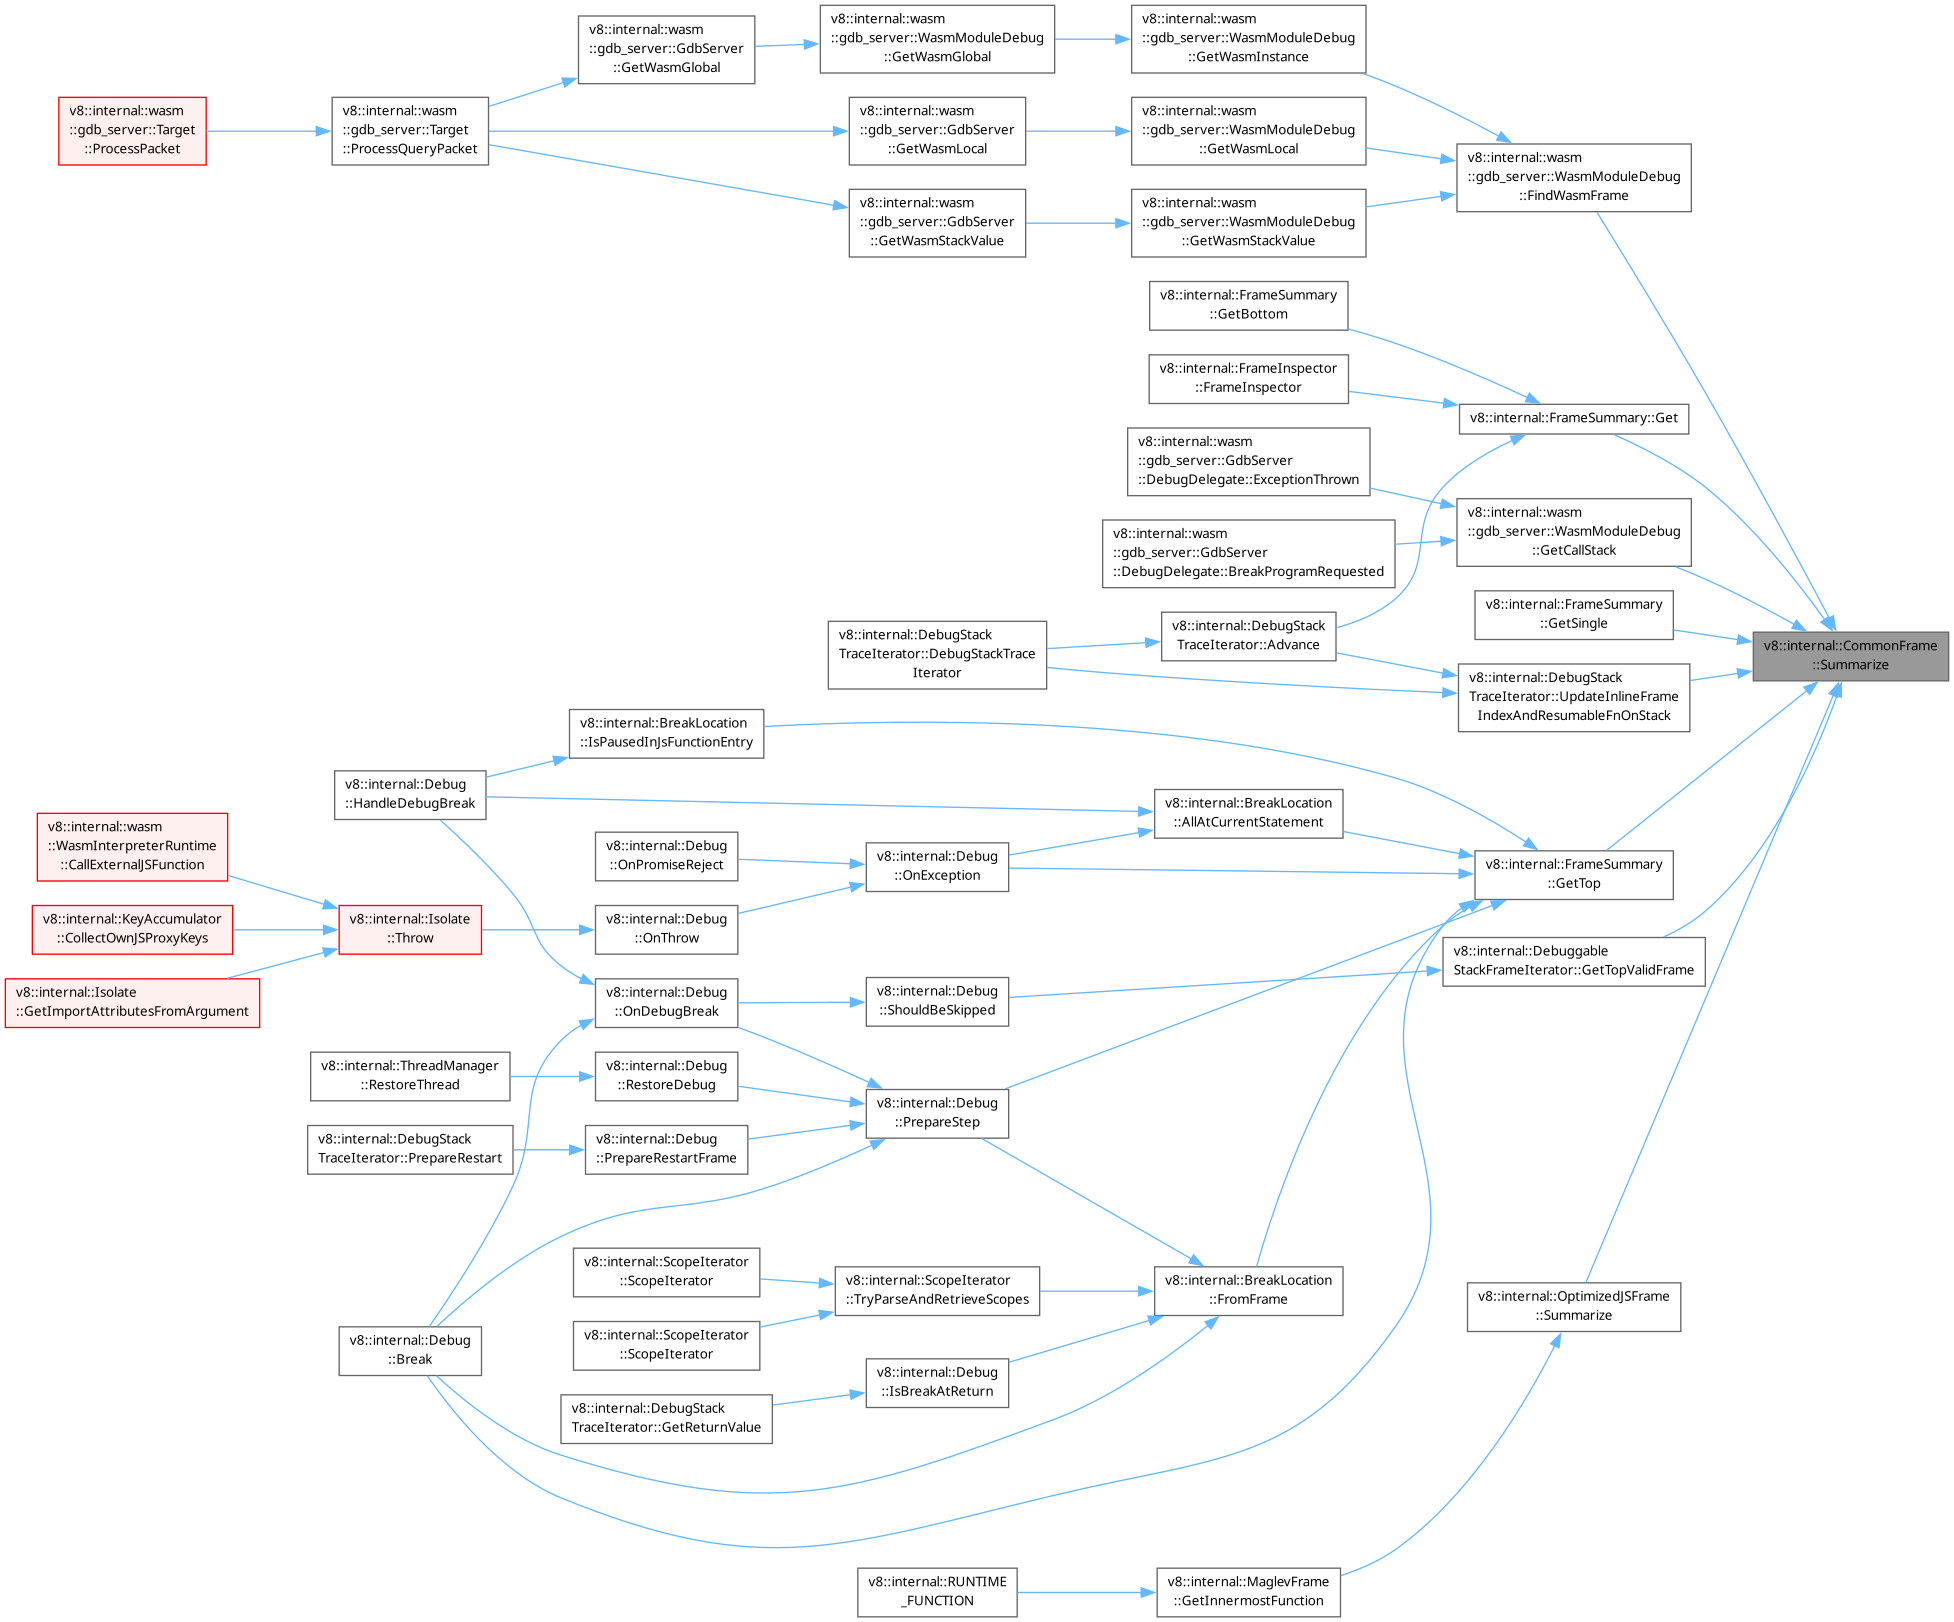 v8::internal::wasm
::gdb_server::GdbServer
::GetWasmGlobal
v8::internal::wasm
::gdb_server::WasmModuleDebug
::GetWasmGlobal
v8::internal::wasm
::gdb_server::WasmModuleDebug
::GetWasmInstance
v8::internal::wasm
::gdb_server::Target
::ProcessPacket
v8::internal::wasm
::gdb_server::Target
::ProcessQueryPacket
v8::internal::wasm
::gdb_server::GdbServer
::GetWasmLocal
v8::internal::wasm
::gdb_server::WasmModuleDebug
::GetWasmLocal
v8::internal::wasm
::gdb_server::WasmModuleDebug
::FindWasmFrame
v8::internal::wasm
::gdb_server::GdbServer
::GetWasmStackValue
v8::internal::wasm
::gdb_server::WasmModuleDebug
::GetWasmStackValue
v8::internal::FrameSummary
::GetBottom
v8::internal::FrameInspector
::FrameInspector
v8::internal::FrameSummary::Get
v8::internal::wasm
::gdb_server::GdbServer
::DebugDelegate::ExceptionThrown
v8::internal::wasm
::gdb_server::WasmModuleDebug
::GetCallStack
v8::internal::wasm
::gdb_server::GdbServer
::DebugDelegate::BreakProgramRequested
v8::internal::FrameSummary
::GetSingle
v8::internal::CommonFrame
::Summarize
v8::internal::DebugStack
TraceIterator::DebugStackTrace
Iterator
v8::internal::DebugStack
TraceIterator::Advance
v8::internal::DebugStack
TraceIterator::UpdateInlineFrame
IndexAndResumableFnOnStack
v8::internal::BreakLocation
::IsPausedInJsFunctionEntry
v8::internal::Debug
::HandleDebugBreak
v8::internal::BreakLocation
::AllAtCurrentStatement
v8::internal::wasm
::WasmInterpreterRuntime
::CallExternalJSFunction
v8::internal::Debug
::OnPromiseReject
v8::internal::Debug
::OnException
v8::internal::FrameSummary
::GetTop
v8::internal::KeyAccumulator
::CollectOwnJSProxyKeys
v8::internal::Isolate
::Throw
v8::internal::Debug
::OnThrow
v8::internal::Debuggable
StackFrameIterator::GetTopValidFrame
v8::internal::Isolate
::GetImportAttributesFromArgument
v8::internal::Debug
::OnDebugBreak
v8::internal::Debug
::ShouldBeSkipped
v8::internal::ThreadManager
::RestoreThread
v8::internal::Debug
::RestoreDebug
v8::internal::Debug
::PrepareStep
v8::internal::DebugStack
TraceIterator::PrepareRestart
v8::internal::Debug
::PrepareRestartFrame
v8::internal::ScopeIterator
::ScopeIterator
v8::internal::ScopeIterator
::TryParseAndRetrieveScopes
v8::internal::BreakLocation
::FromFrame
v8::internal::OptimizedJSFrame
::Summarize
v8::internal::Debug
::Break
v8::internal::ScopeIterator
::ScopeIterator
v8::internal::Debug
::IsBreakAtReturn
v8::internal::DebugStack
TraceIterator::GetReturnValue
v8::internal::RUNTIME
_FUNCTION
v8::internal::MaglevFrame
::GetInnermostFunction